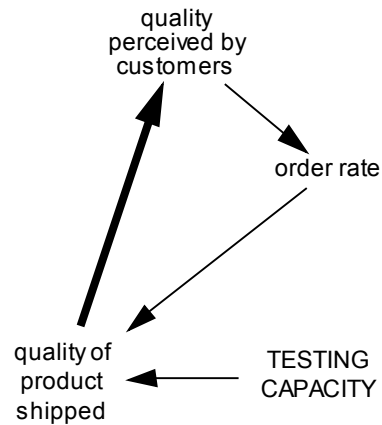 quality
perceived by
customers
order rate
quality of
product
shipped
TESTING
CAPACITY